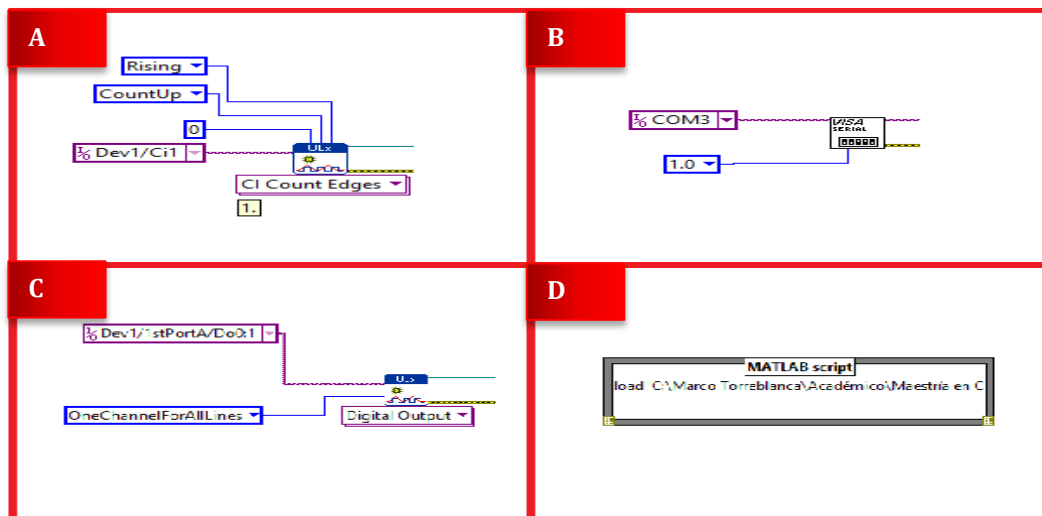 A
Rising
CountUp
0
I/O Dev1/Ci1
ULx
CI Count Edges
1.
B
I/O COM3
VISA
SERIAL
1.0
C
I/O Dev1/1stPortA/Do0:1
ULx
OneChannelForAllLines
Digital Output
D
MATLAB script
load C:\Marco Torreblanca\Académico\Maestría en C